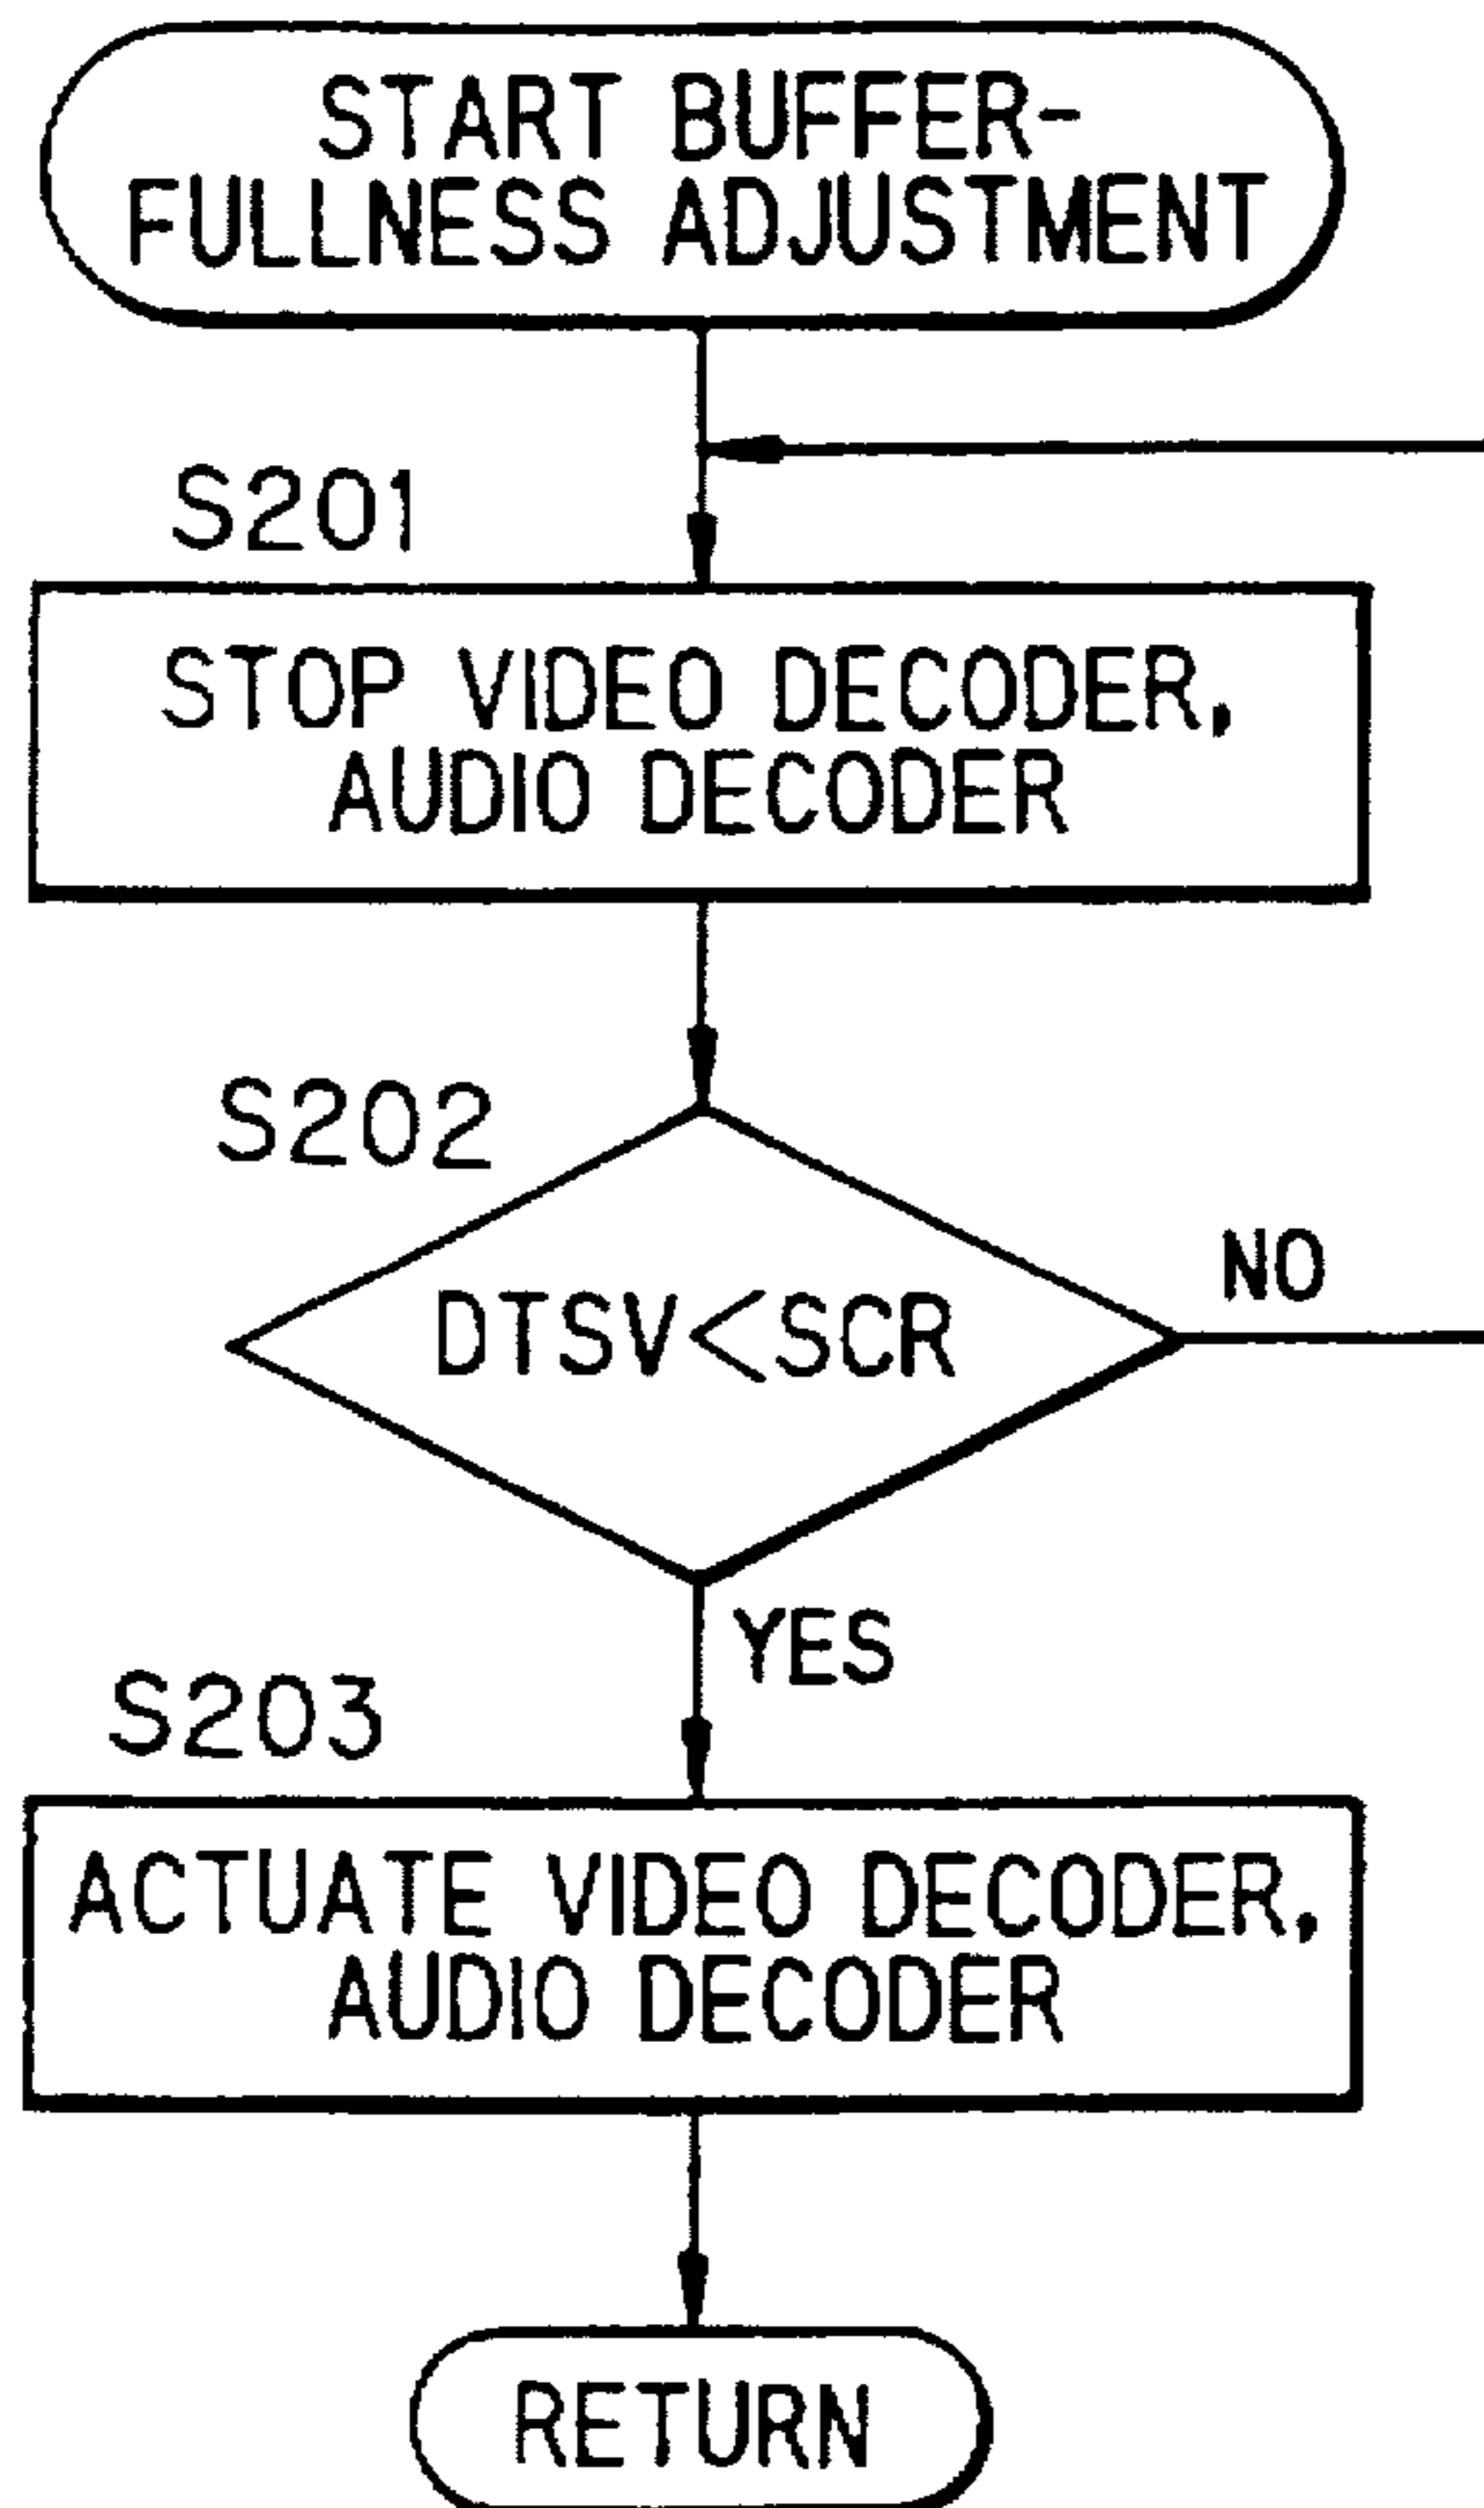 START BUFFER-
FULLNESS ADJUSTMENT
S201
STOP VIDEO DECODER,
AUDIO DECODER
S202
DTSV<SCR
NO
YES
S203
ACTUATE VIDEO DECODER,
AUDIO DECODER
RETURN